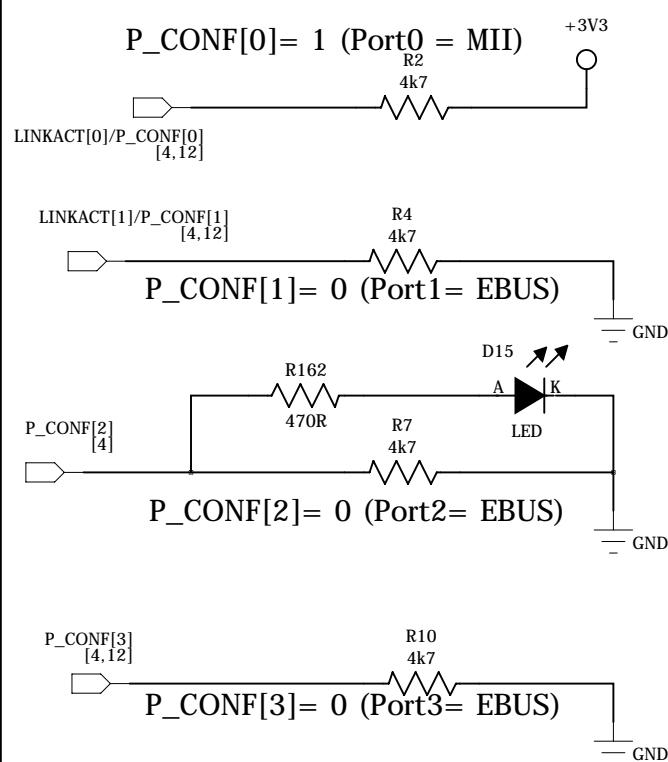 +3V3
P_CONF[0]= 1 (Port0 = MII)
R2
4k7
LINKACT[0]/P_CONF[0]
[4,12]
LINKACT[1]/P_CONF[1]
[4,12]
R4
4k7
P_CONF[1]= 0 (Port1= EBUS)
GND
D15
R162
A
K
470R
LED
P_CONF[2]
[4]
R7
4k7
P_CONF[2]= 0 (Port2= EBUS)
GND
P_CONF[3]
[4,12]
R10
4k7
P_CONF[3]= 0 (Port3= EBUS)
GND